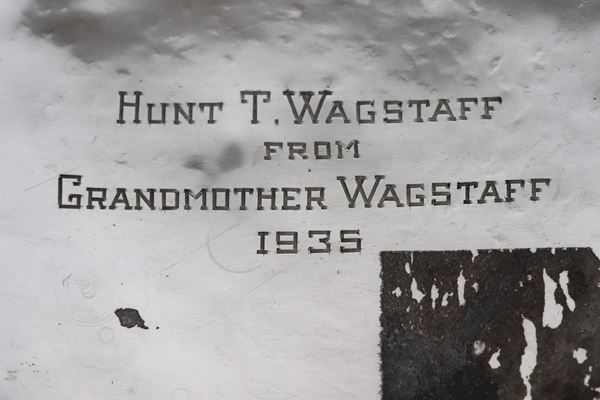 Hunt T. Wagstaff
from
Grandmother Wagstaff
1935